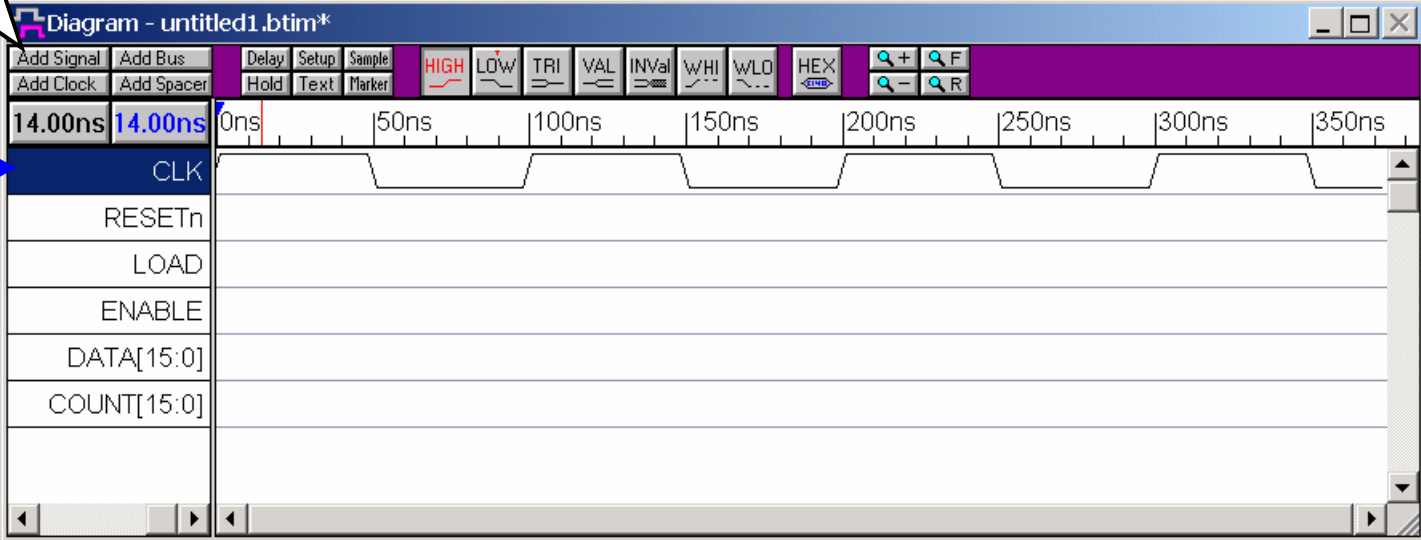 Diagram - untitled1.btim*
Add Signal Add Bus Delay Setup Sample HIGH LOW TRI VAL INVal WHI WLO HEX + F
Add Clock Add Spacer Hold Text Marker - R
14.00ns 14.00ns 0ns 50ns 100ns 150ns 200ns 250ns 300ns 350ns
CLK
RESETn
LOAD
ENABLE
DATA[15:0]
COUNT[15:0]